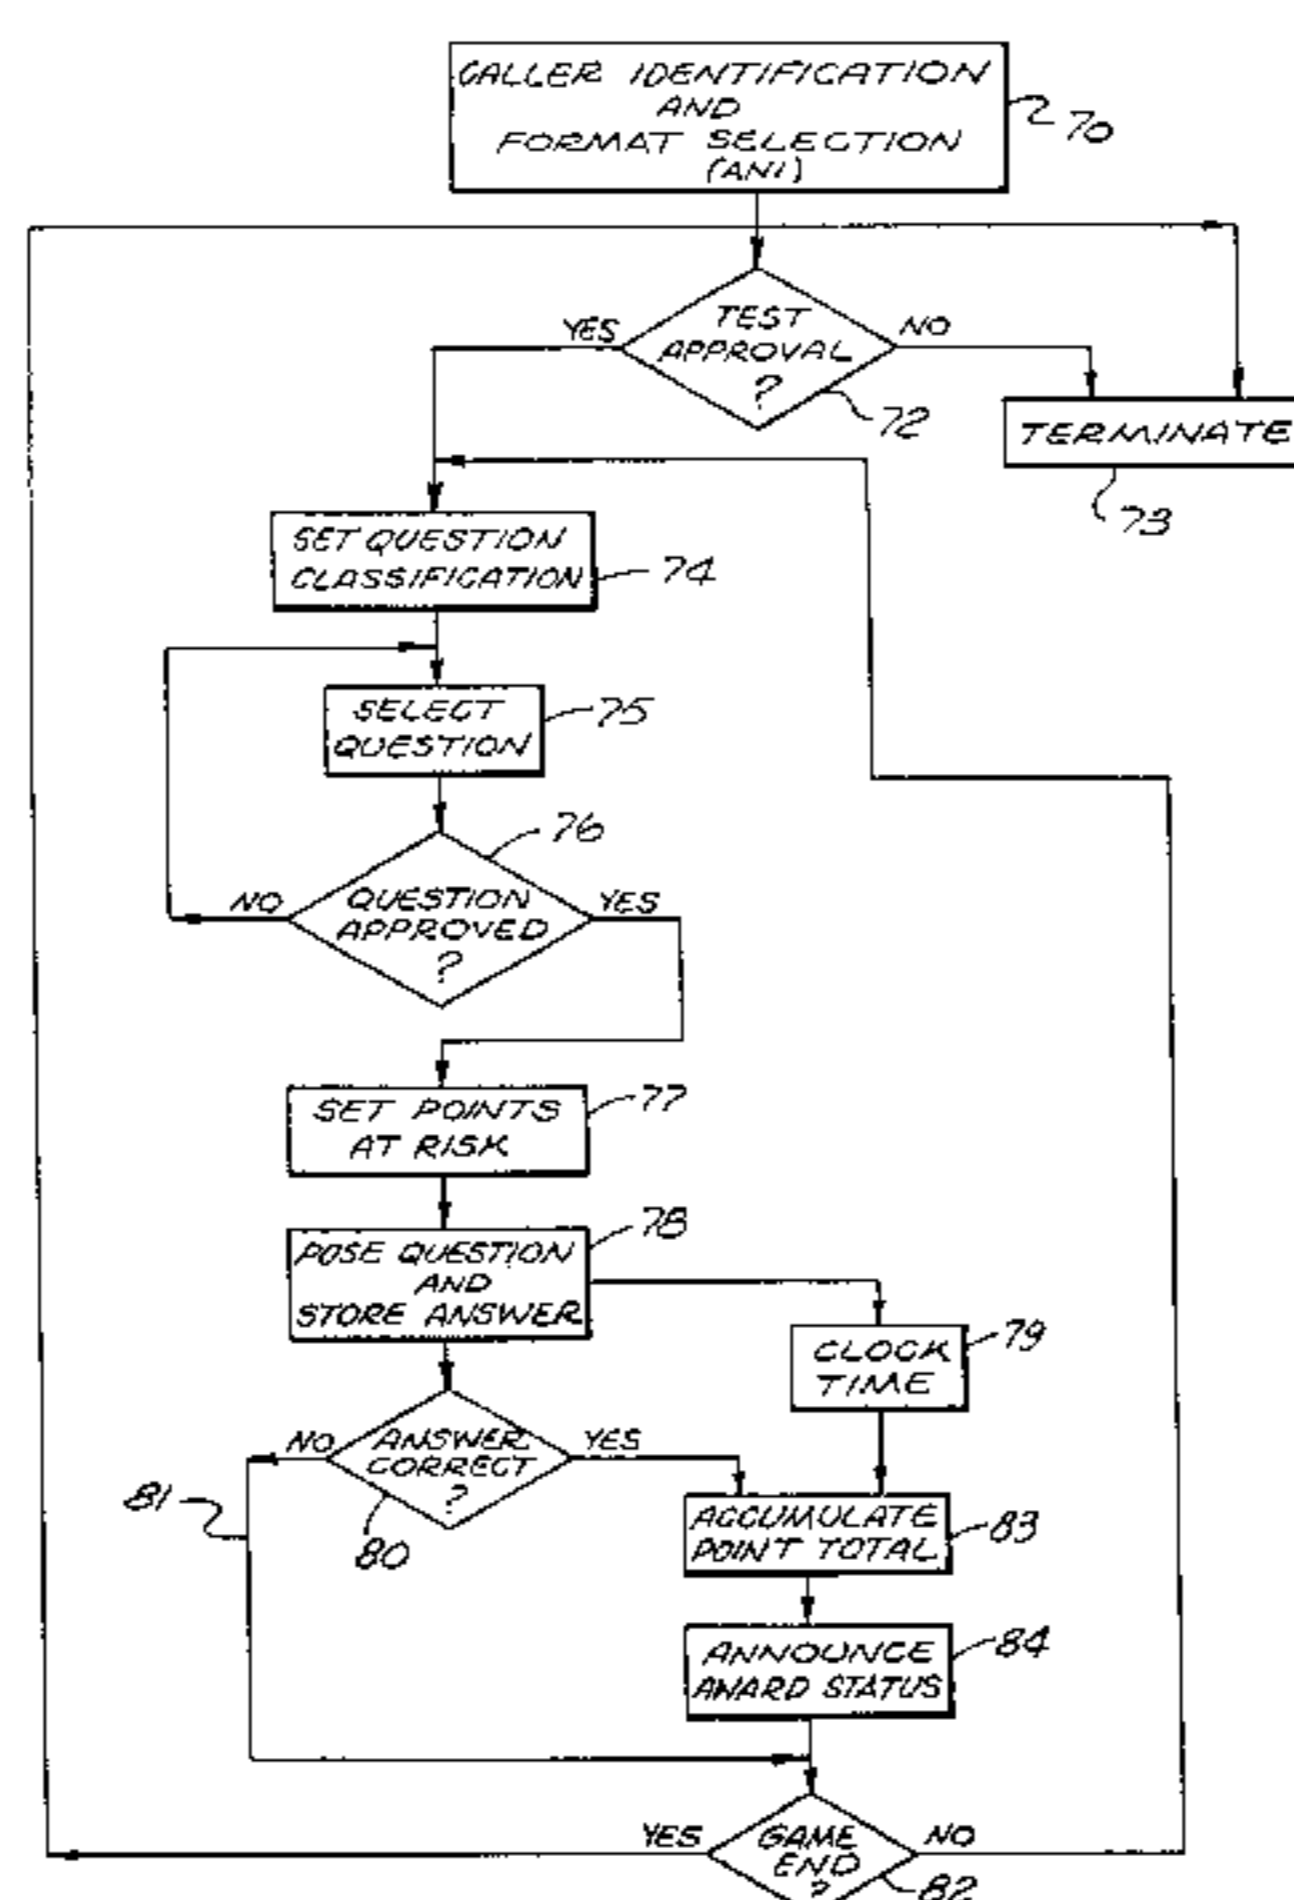 CALLER IDENTIFICATION
AND
FORMAT SELECTION
(ANI)
70
YES
TEST
APPROVAL
?
NO
72
TERMINATE
73
SET QUESTION
CLASSIFICATION
74
SELECT
QUESTION
75
76
NO
QUESTION
APPROVED
?
YES
SET POINTS
AT RISK
77
POSE QUESTION
AND
STORE ANSWER
78
CLOCK
TIME
79
NO
ANSWER
CORRECT
?
YES
81
80
ACCUMULATE
POINT TOTAL
83
ANNOUNCE
AWARD STATUS
84
YES
GAME
END
?
NO
82